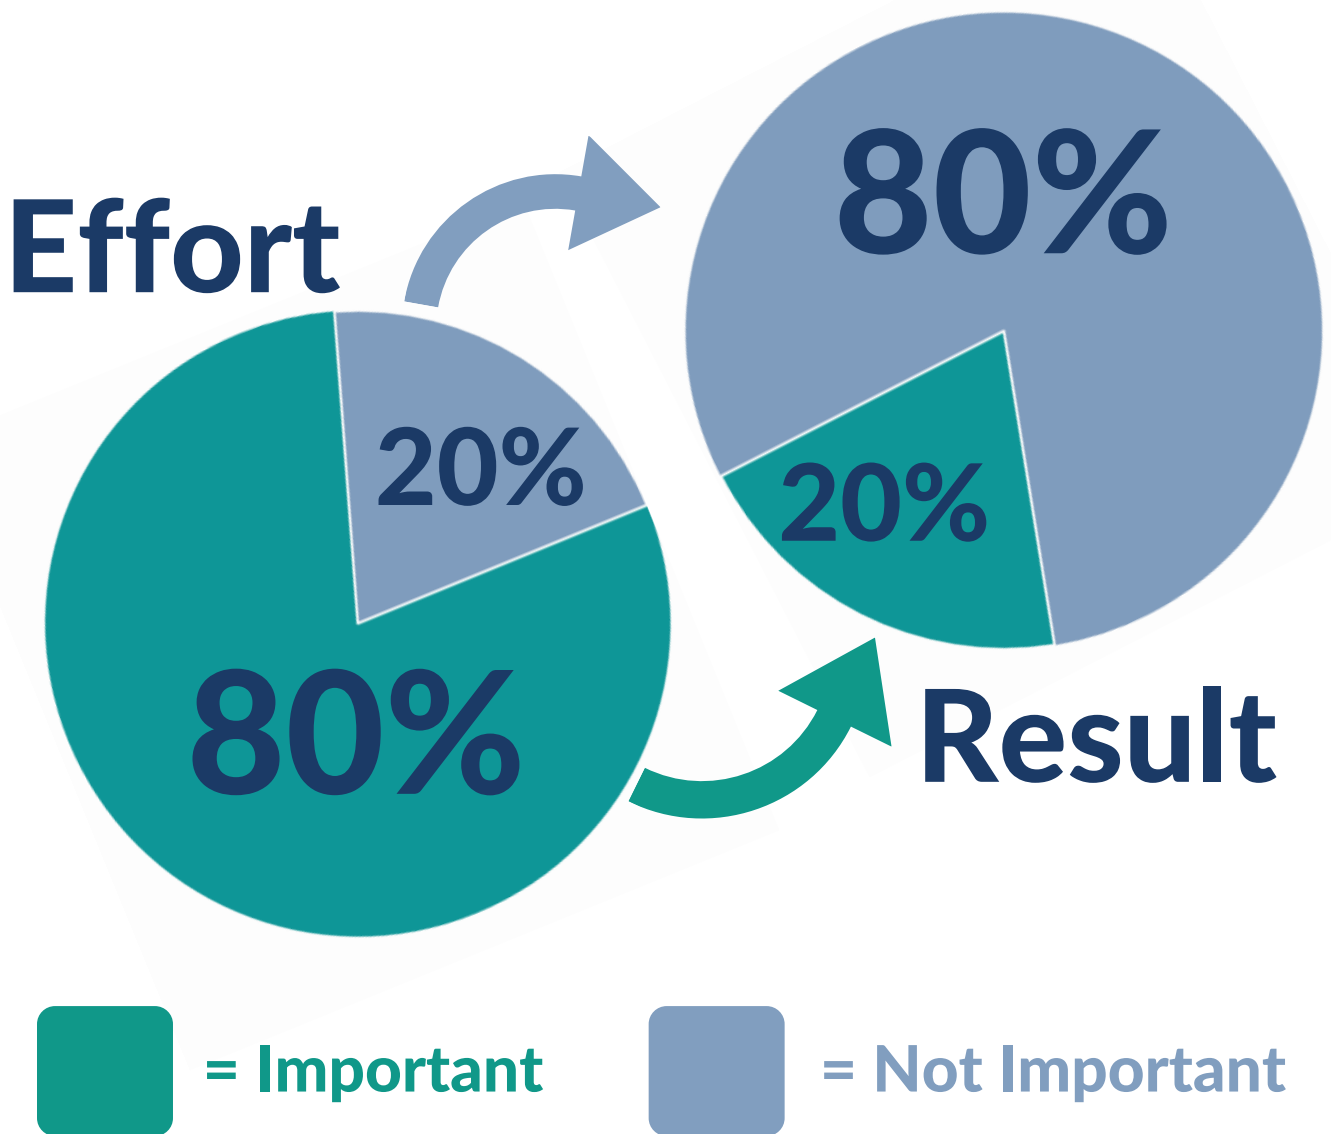 Effort
20%
80%
80%
20%
Result
= Important
= Not Important